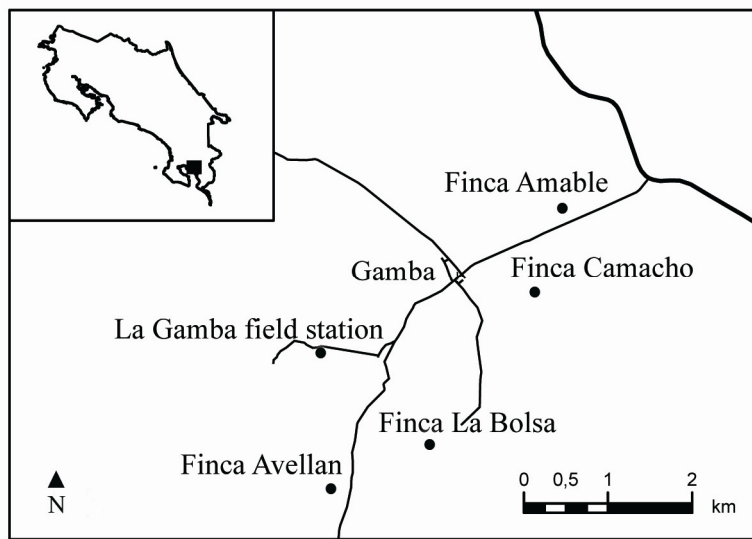 Finca Amable
Gamba
Finca Camacho
La Gamba field station
Finca La Bolsa
Finca Avellan
N
0 0,5 1 2
km